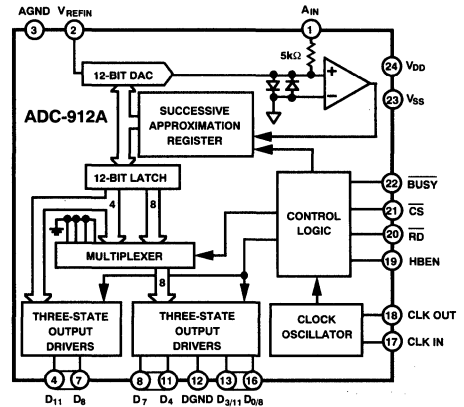 AGND VREFIN AIN
3 2 1
5kΩ
12-BIT DAC
+
–
24 VDD
23 VSS
ADC-912A
SUCCESSIVE
APPROXIMATION
REGISTER
12-BIT LATCH
4 8
CONTROL
LOGIC
22 B̅U̅S̅Y̅
21 C̅S̅
20 R̅D̅
19 HBEN
MULTIPLEXER
8
THREE-STATE
OUTPUT
DRIVERS
THREE-STATE
OUTPUT
DRIVERS
CLOCK
OSCILLATOR
18 CLK OUT
17 CLK IN
4 7 8 11 12 13 16
D11 D8 D7 D4 DGND D3/11 D0/8